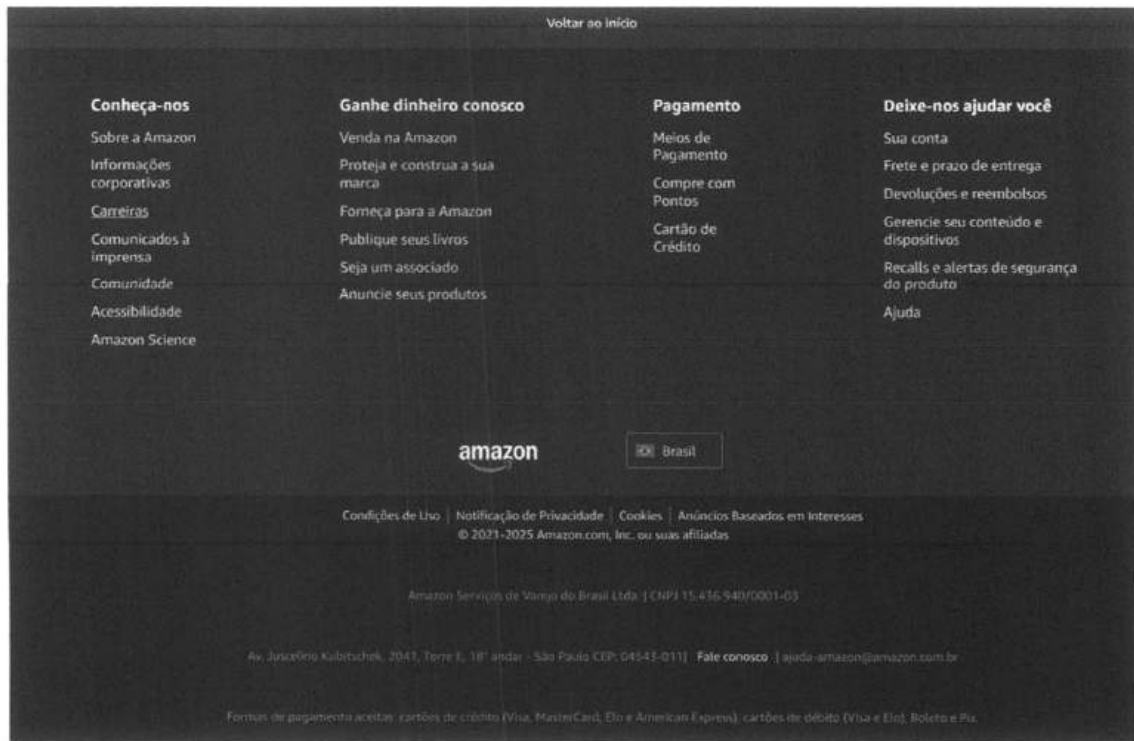 Voltar ao início
Conheça-nos
Sobre a Amazon
Informações
corporativas
Carreiras
Comunicados à
imprensa
Comunidade
Acessibilidade
Amazon Science
Ganhe dinheiro conosco
Venda na Amazon
Proteja e construa a sua
marca
Forneça para a Amazon
Publique seus livros
Seja um associado
Anuncie seus produtos
Pagamento
Meios de
Pagamento
Compre com
Pontos
Cartão de
Crédito
Deixe-nos ajudar você
Sua conta
Frete e prazo de entrega
Devoluções e reembolsos
Gerencie seu conteúdo e
dispositivos
Recalls e alertas de segurança
do produto
Ajuda
amazon
Brasil
Condições de Uso | Notificação de Privacidade | Cookies | Anúncios Baseados em Interesses
© 2021-2025 Amazon.com, Inc. ou suas afiliadas
Amazon Serviços de Varejo do Brasil Ltda. | CNPJ 15.436.940/0001-03
Av. Juscelino Kubitschek, 2041, Torre E, 18° andar - São Paulo CEP: 04543-011| Fale conosco | ajuda-amazon@amazon.com.br
Formas de pagamento aceitas: cartões de crédito (Visa, MasterCard, Elo e American Express), cartões de débito (Visa e Elo), Boleto e Pix.